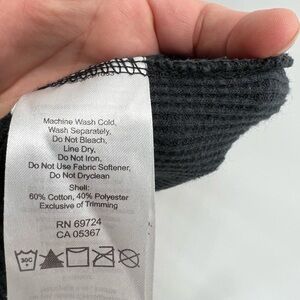 Machine Wash Cold,
Wash Separately,
Do Not Bleach,
Line Dry,
Do Not Iron,
Do Not Use Fabric Softener,
Do Not Dryclean
Shell:
60% Cotton, 40% Polyester
Exclusive of Trimming
RN 69724
CA 05367
30C